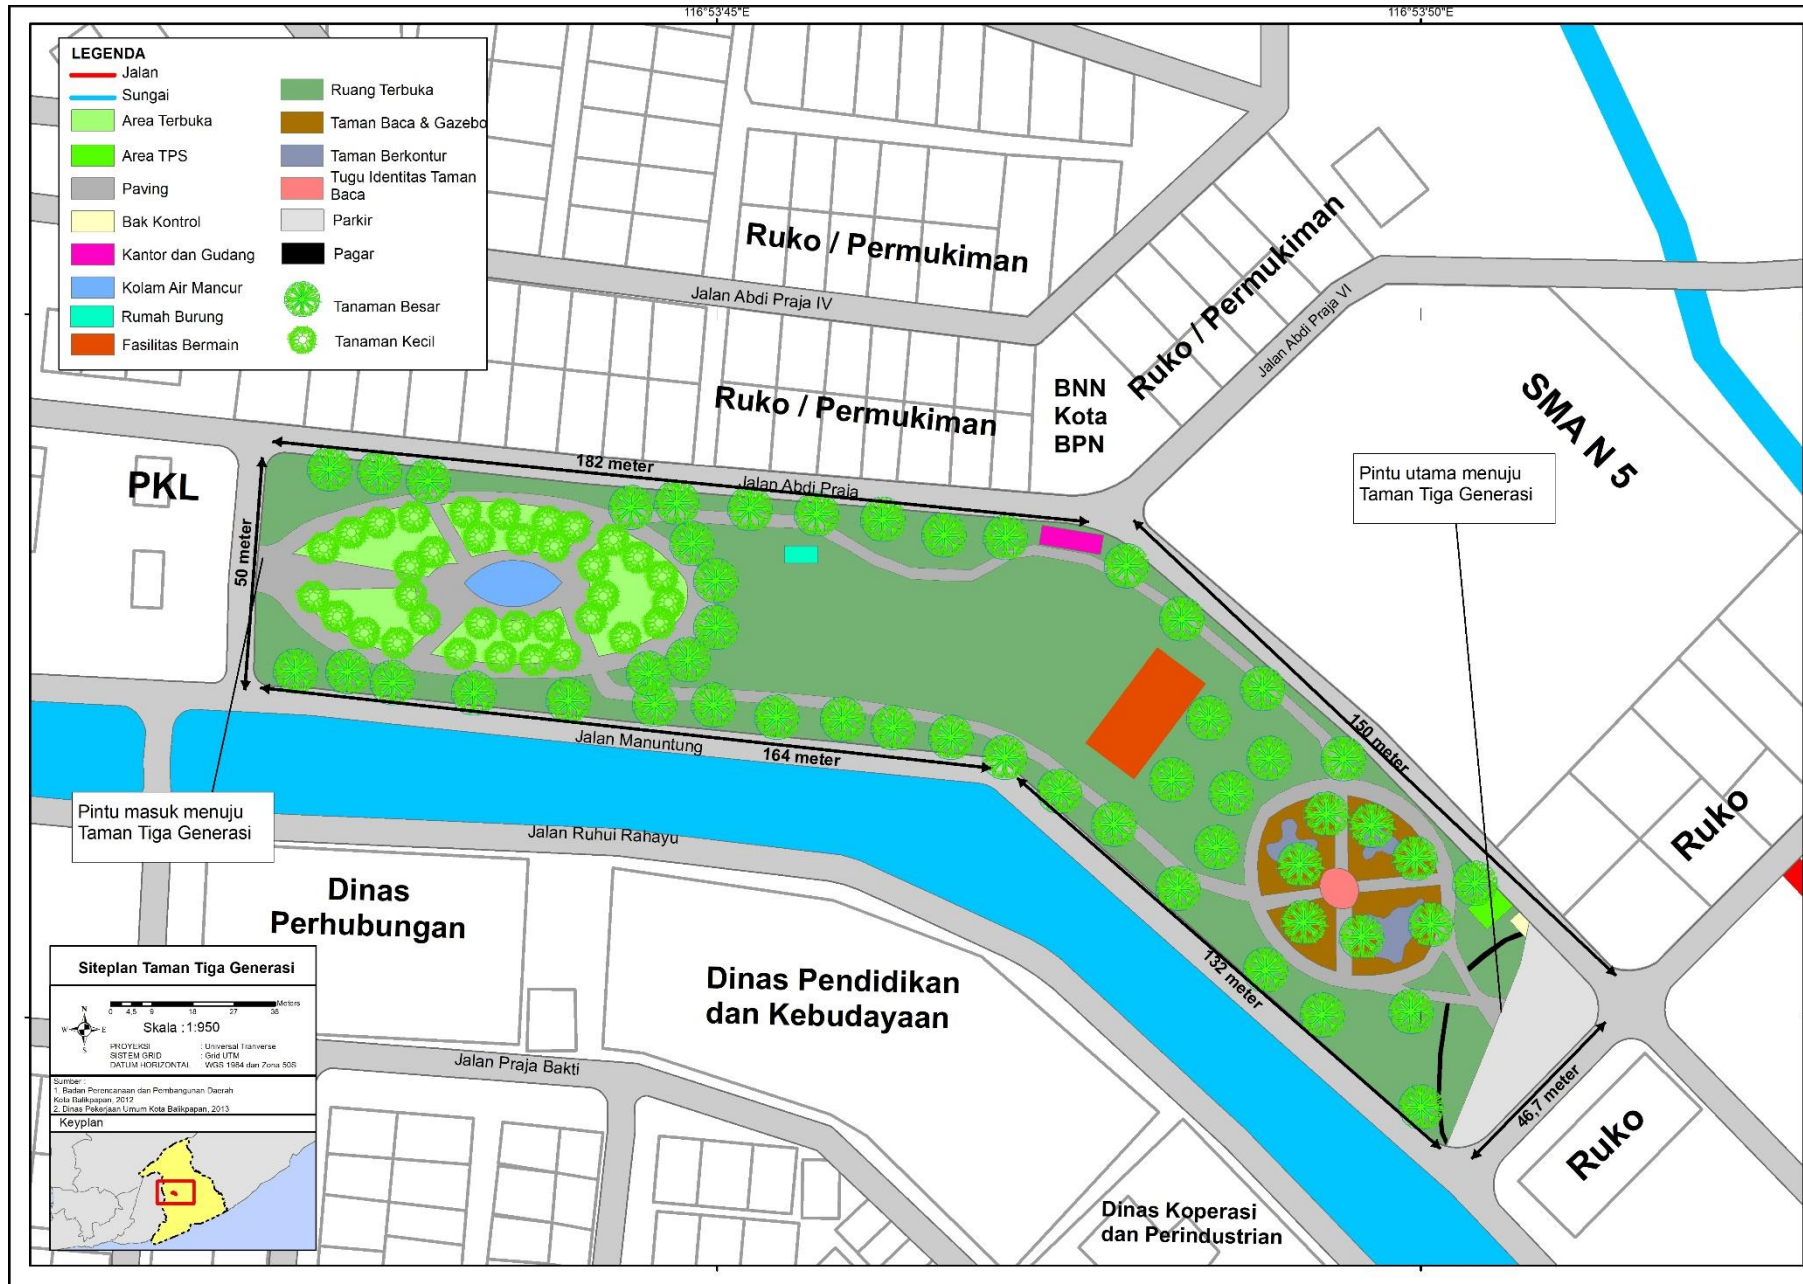 116°53'45"E
116°53'50"E
LEGENDA
Jalan
Sungai
Area Terbuka
Area TPS
Paving
Bak Kontrol
Kantor dan Gudang
Kolam Air Mancur
Rumah Burung
Fasilitas Bermain
Ruang Terbuka
Taman Baca & Gazebo
Taman Berkontur
Tugu Identitas Taman
Baca
Parkir
Pagar
Tanaman Besar
Tanaman Kecil
Ruko / Permukiman
Jalan Abdi Praja IV
Ruko / Permukiman
Ruko / Permukiman
Jalan Abdi Praja VI
BNN
Kota
BPN
SMA N 5
PKL
182 meter
Jalan Abdi Praja
50 meter
Pintu utama menuju
Taman Tiga Generasi
150 meter
Jalan Manuntung
164 meter
Pintu masuk menuju
Taman Tiga Generasi
Jalan Ruhui Rahayu
Ruko
Dinas
Perhubungan
Dinas Pendidikan
dan Kebudayaan
132 meter
46,7 meter
Ruko
Jalan Praja Bakti
Dinas Koperasi
dan Perindustrian
Siteplan Taman Tiga Generasi
N
W
E
S
0 4,5 9 18 27 36
Meters
Skala : 1:950
PROYEKSI : Universal Tranverse
SISTEM GRID : Grid UTM
DATUM HORIZONTAL : WGS 1984 dan Zona 50S
Sumber :
1. Badan Perencanaan dan Pembangunan Daerah
Kota Balikpapan, 2012
2. Dinas Pekerjaan Umum Kota Balikpapan, 2013
Keyplan